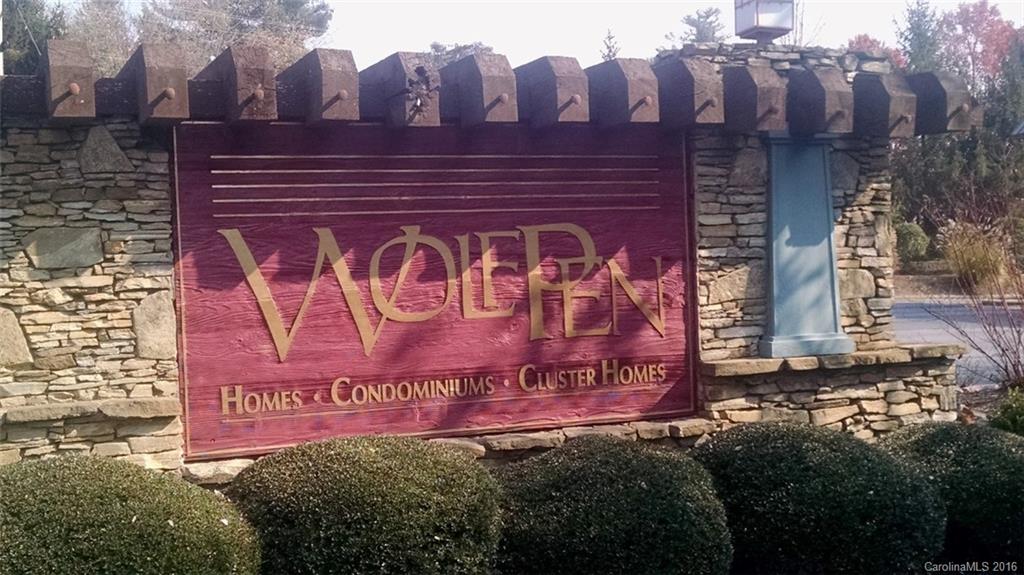 WOLFPEN
HOMES • CONDOMINIUMS • CLUSTER HOMES
CarolinaMLS 2016